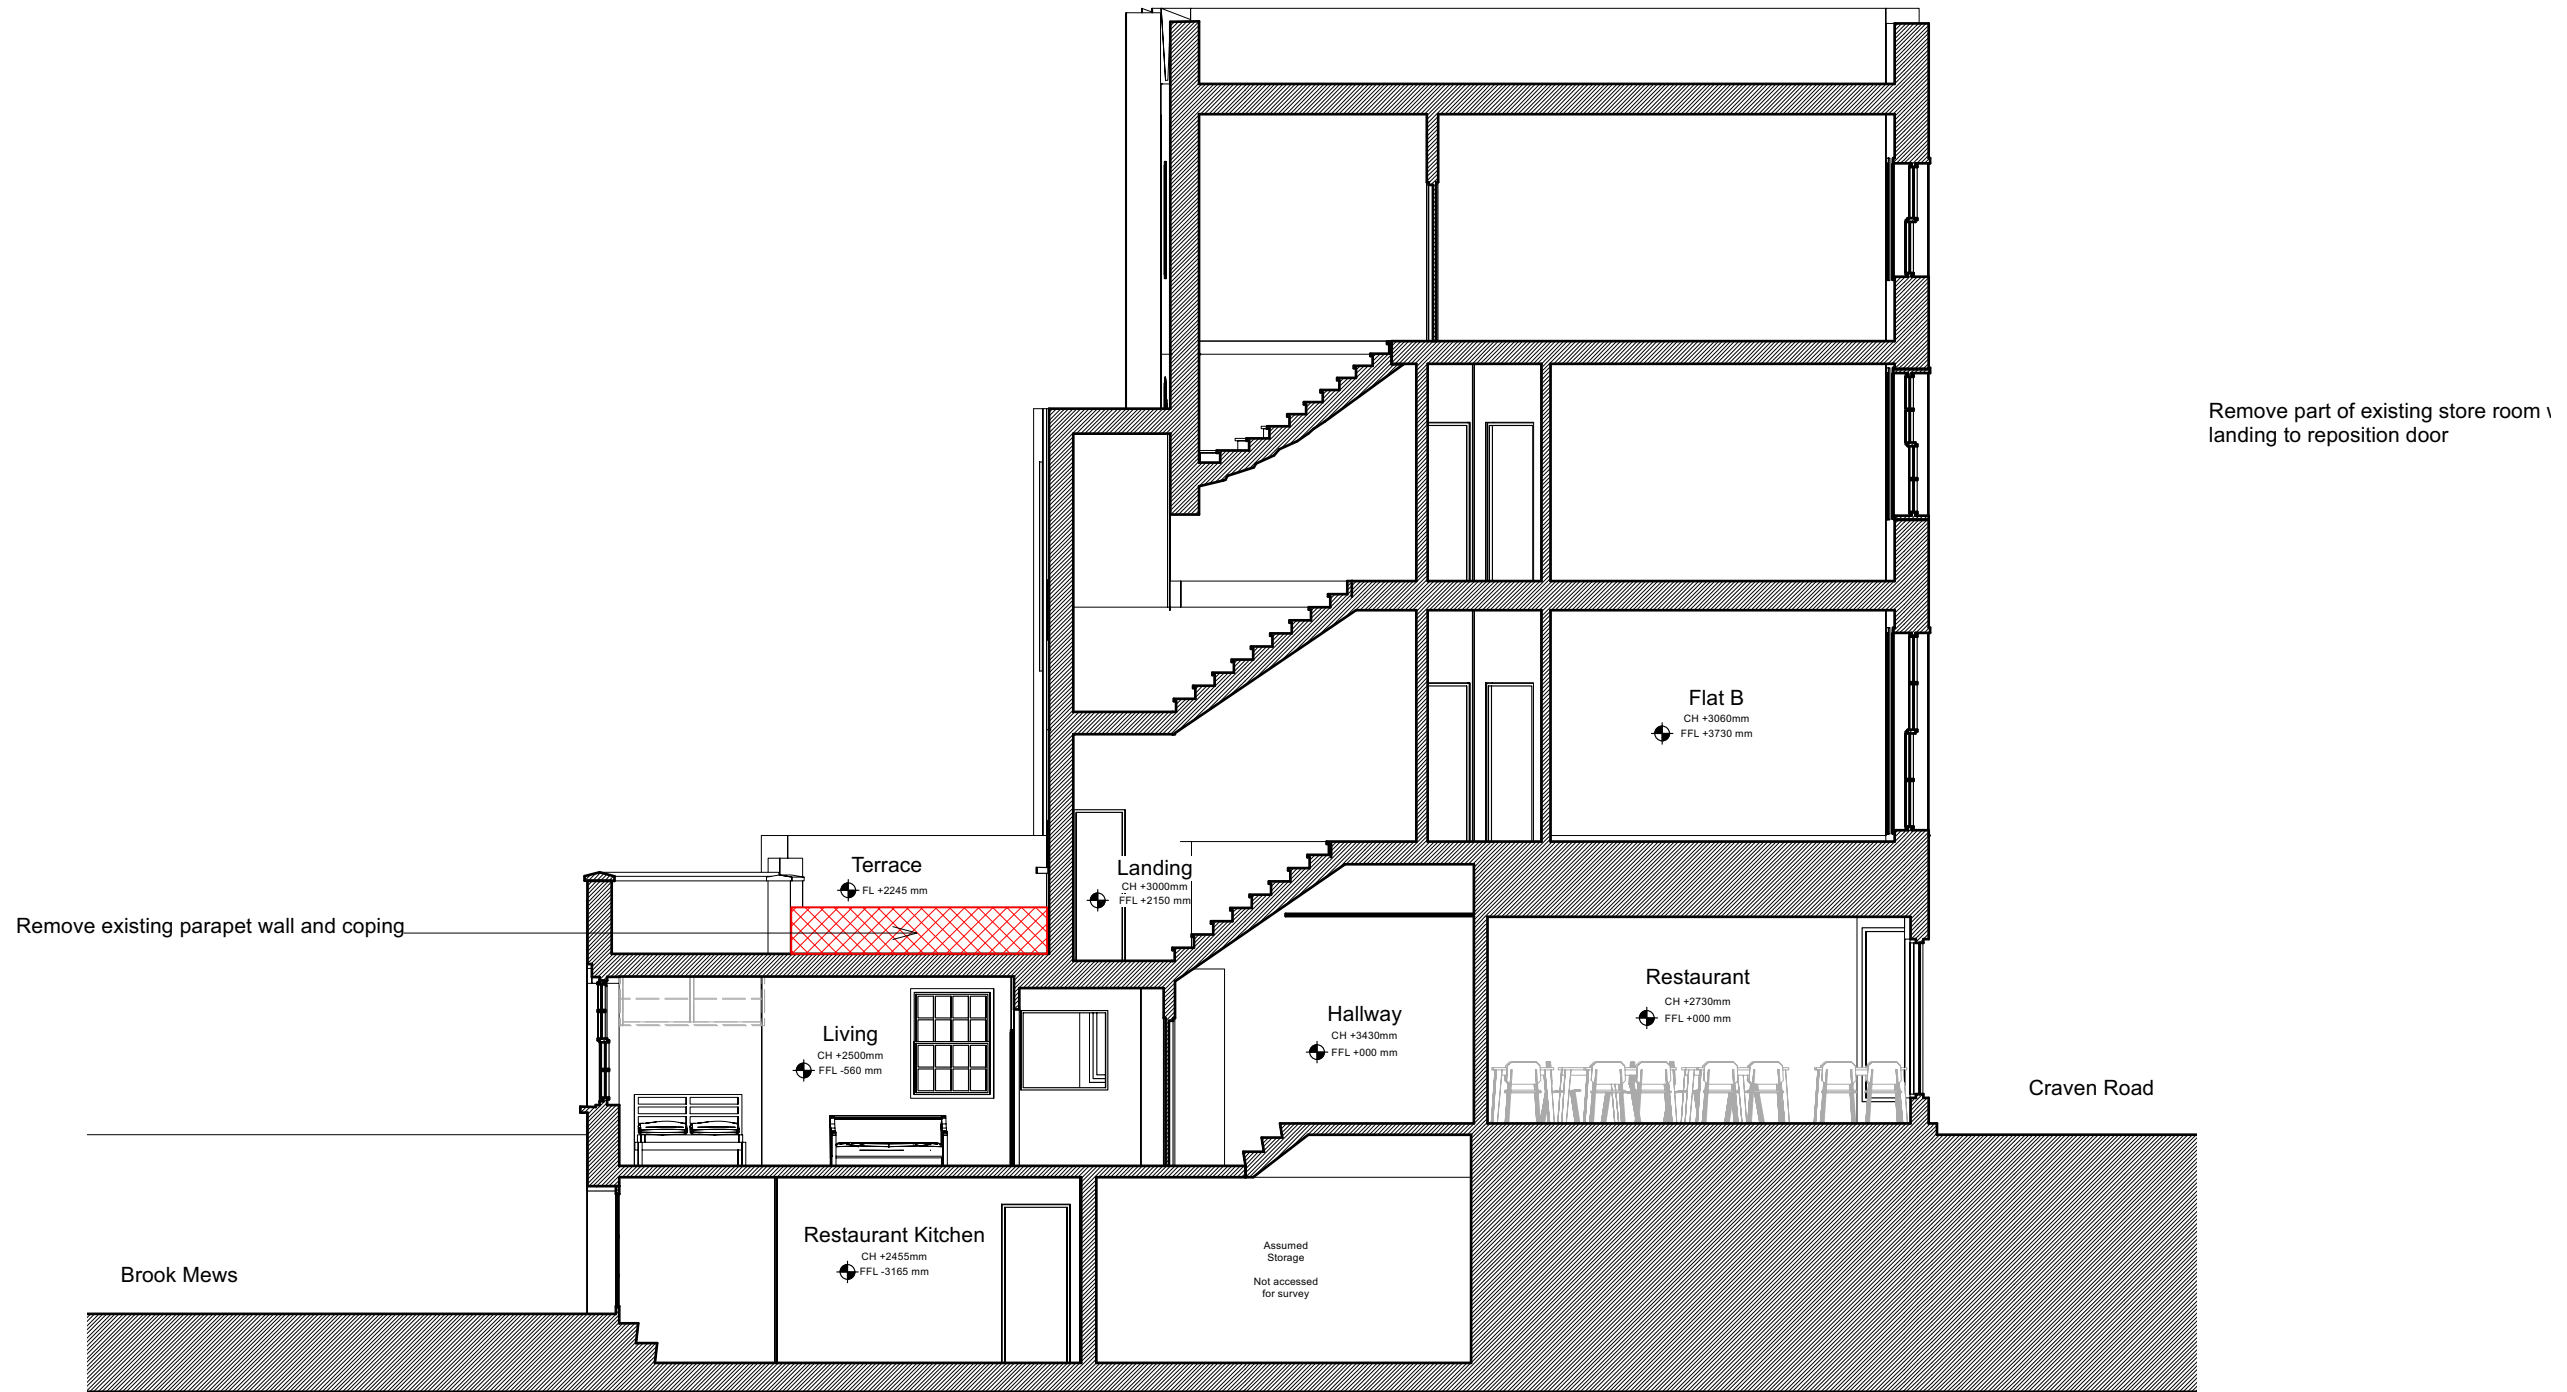 Remove part of existing store room
landing to reposition door
Flat B
CH +3060mm
FFL +3730 mm
Terrace
FL +2245 mm
Landing
CH +3000mm
FFL +2150 mm
Remove existing parapet wall and coping
Restaurant
CH +2730mm
FFL +000 mm
Hallway
CH +3430mm
FFL +000 mm
Living
CH +2500mm
FFL -560 mm
Craven Road
Restaurant Kitchen
CH +2455mm
FFL -3165 mm
Assumed
Storage
Not accessed
for survey
Brook Mews